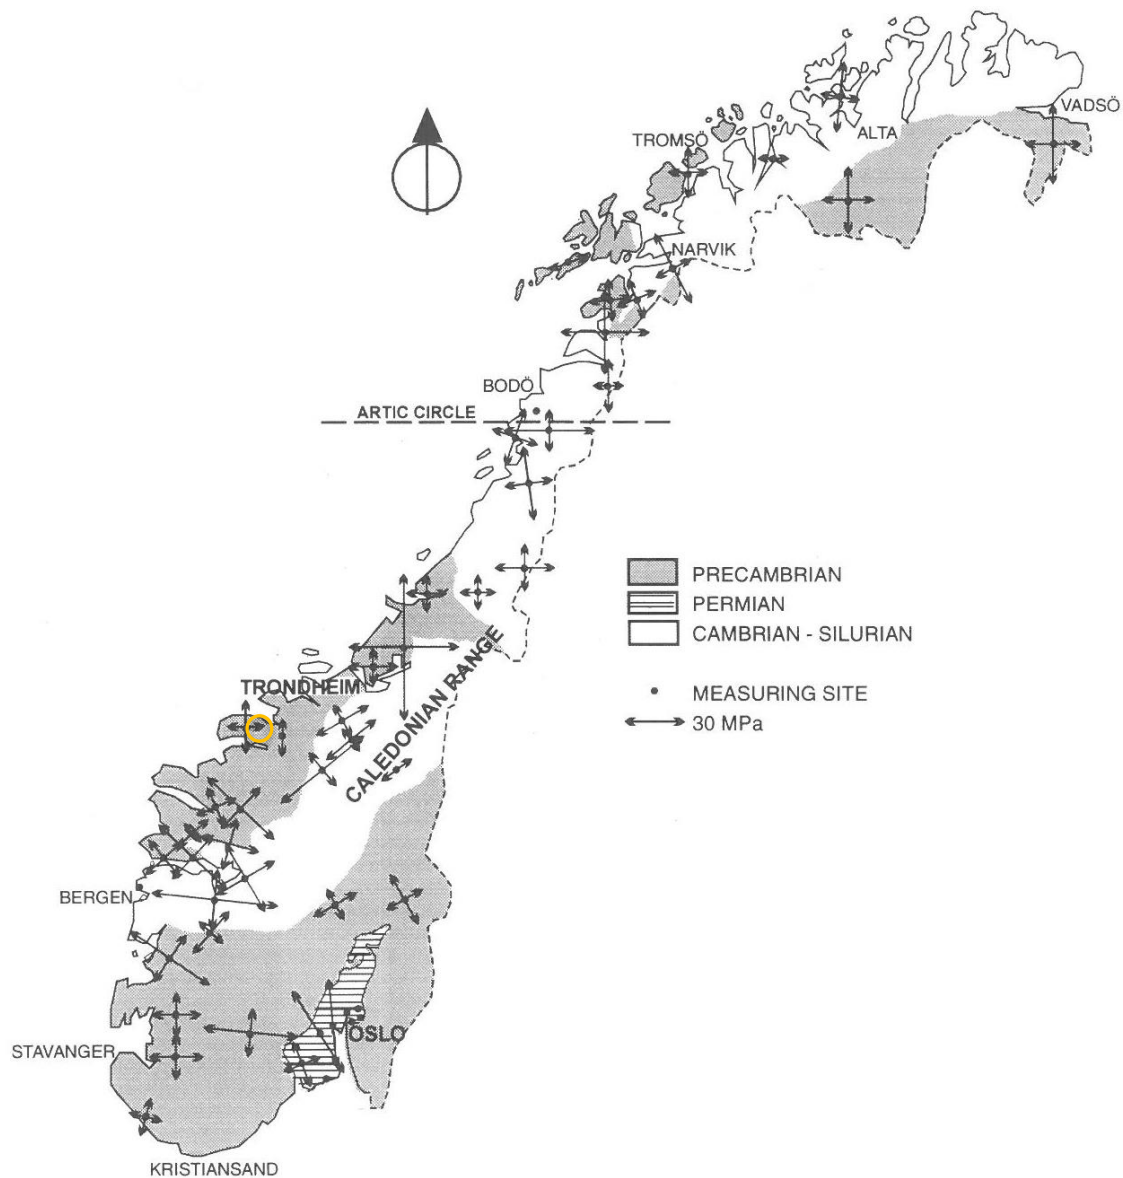 VADSÖ
ALTA
TROMSÖ
NARVIK
BODÖ
ARTIC CIRCLE
PRECAMBRIAN
PERMIAN
CAMBRIAN - SILURIAN
MEASURING SITE
30 MPa
TRONDHEIM
CALEDONIAN RANGE
BERGEN
OSLO
STAVANGER
KRISTIANSAND